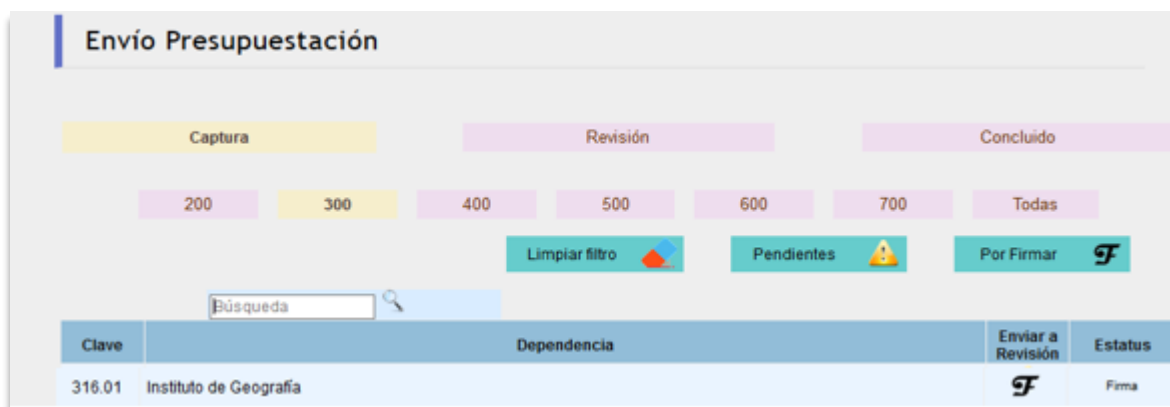 Envío Presupuestación
Captura Revisión Concluido
200 300 400 500 600 700 Todas
Limpiar filtro Pendientes Por Firmar
Búsqueda
Clave Dependencia Enviar a Revisión Estatus
316.01 Instituto de Geografía Firma